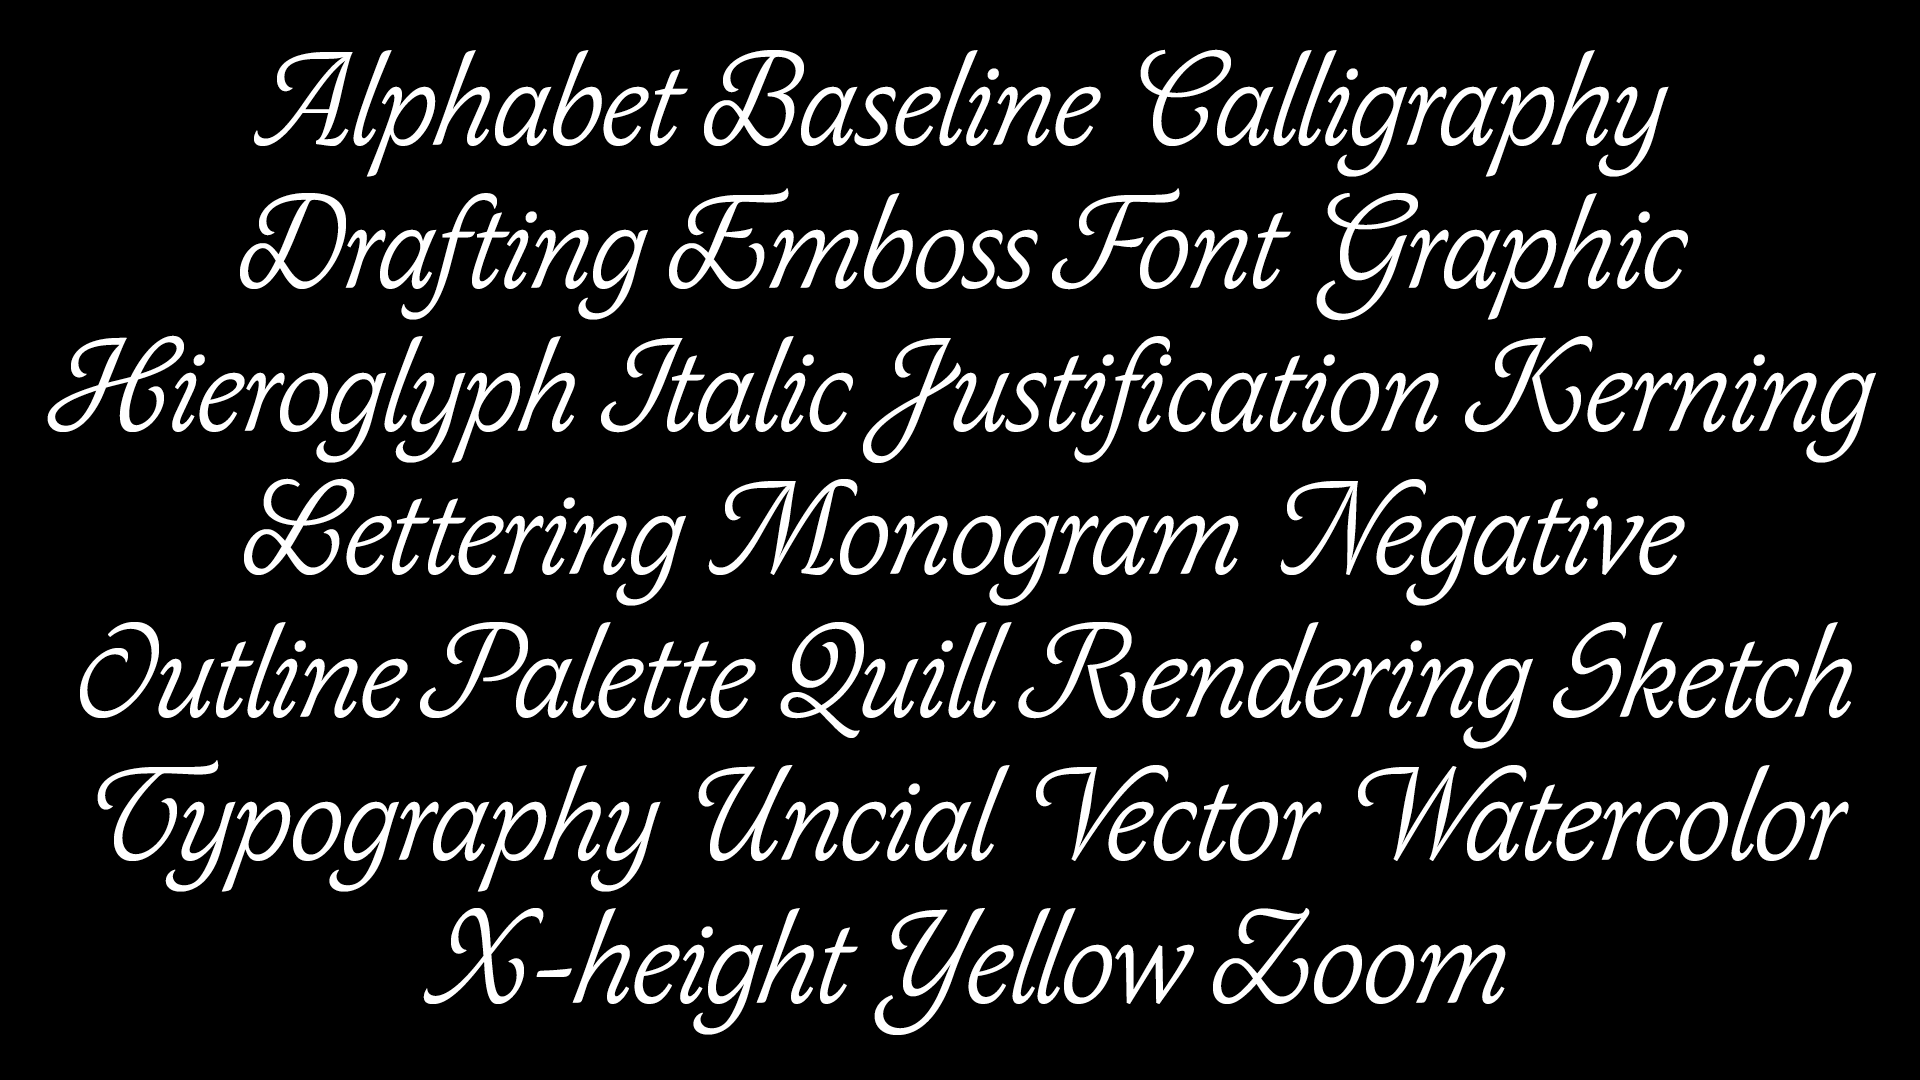 Alphabet Baseline Calligraphy
Drafting Emboss Font Graphic
Hieroglyph Italic Justification Kerning
Lettering Monogram Negative
Outline Palette Quill Rendering Sketch
Typography Uncial Vector Watercolor
X-height Yellow Zoom